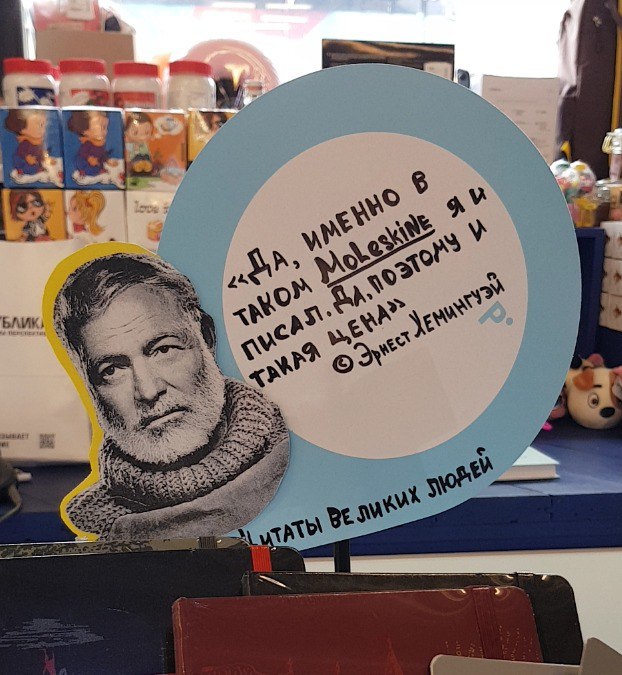 «Да, именно в
таком Moleskine я и
писал. Да, поэтому и
такая цена»
© Эрнест Хемингуэй
Цитаты великих людей